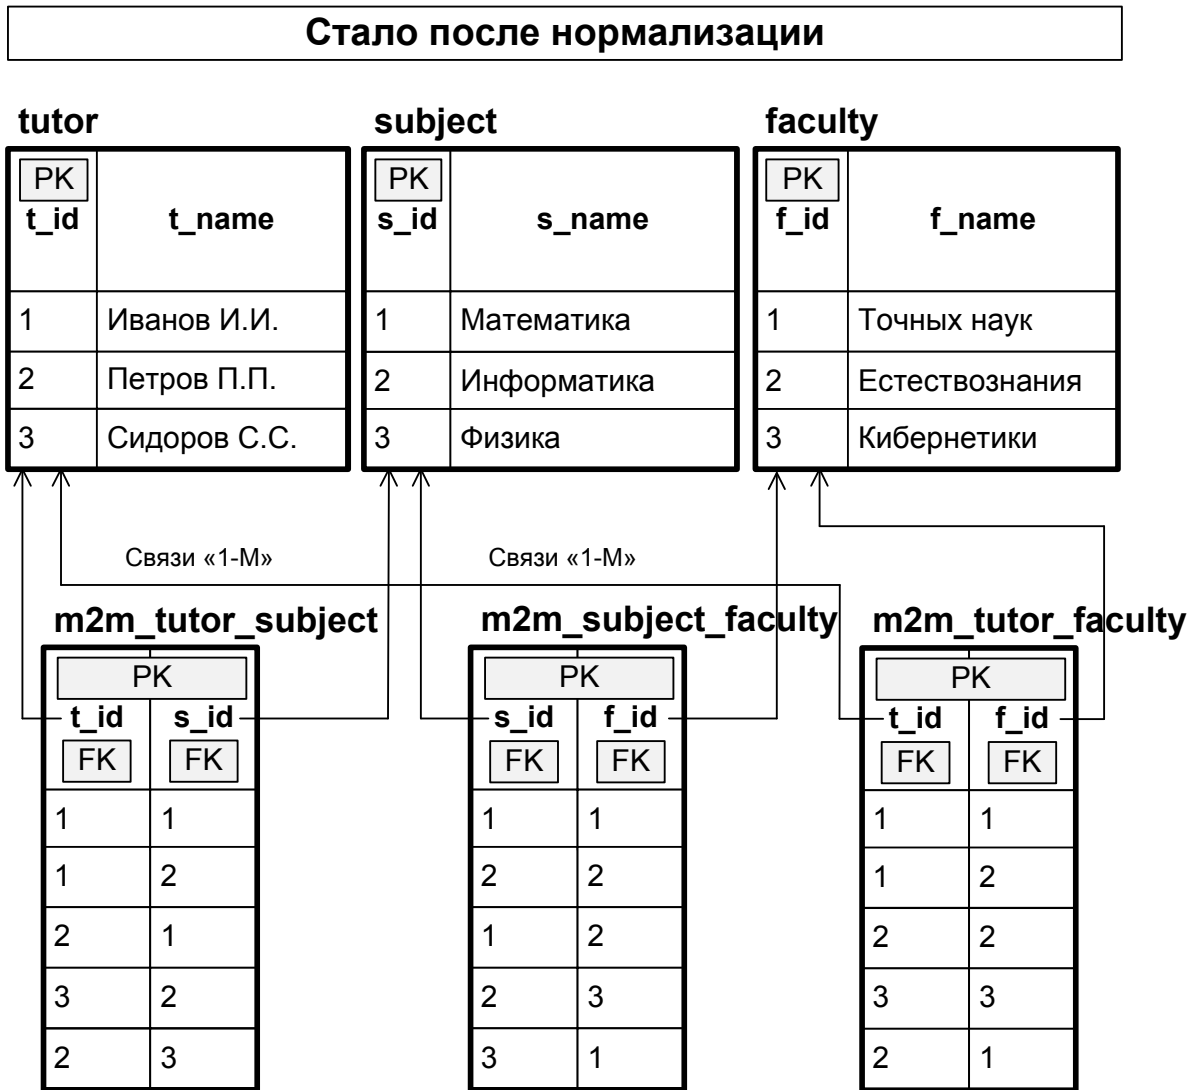 Стало после нормализации
tutor subject faculty
PK PK PK
t_id t_name s_id s_name f_id f_name
1 Иванов И.И. 1 Математика 1 Точных наук
2 Петров П.П. 2 Информатика 2 Естествознания
3 Сидоров С.С. 3 Физика 3 Кибернетики
Связи «1-М» Связи «1-М»
m2m_tutor_subject m2m_subject_faculty m2m_tutor_faculty
PK PK PK
t_id s_id s_id f_id t_id f_id
FK FK FK FK FK FK
1 1 1 1 1 1
1 2 2 2 1 2
2 1 1 2 2 2
3 2 2 3 3 3
2 3 3 1 2 1